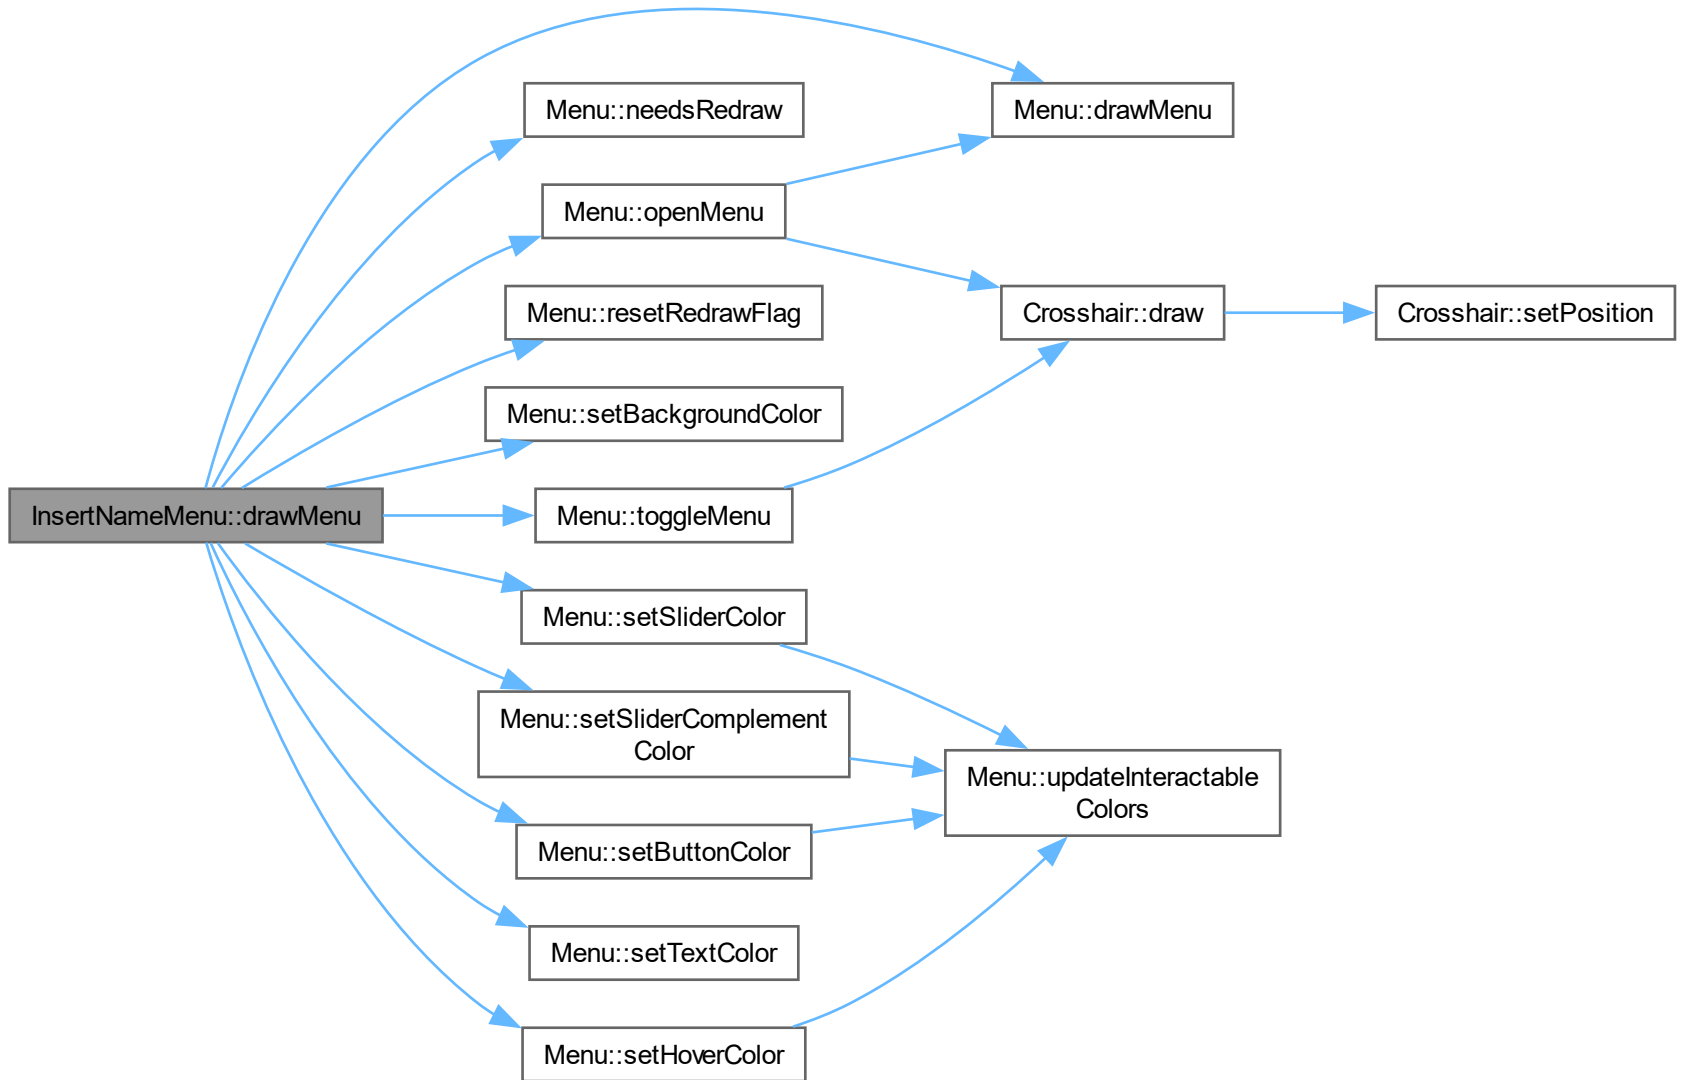 Menu::needsRedraw
Menu::drawMenu
Menu::openMenu
Menu::resetRedrawFlag
Crosshair::draw
Crosshair::setPosition
Menu::setBackgroundColor
InsertNameMenu::drawMenu
Menu::toggleMenu
Menu::setSliderColor
Menu::setSliderComplement
Color
Menu::updateInteractable
Colors
Menu::setButtonColor
Menu::setTextColor
Menu::setHoverColor